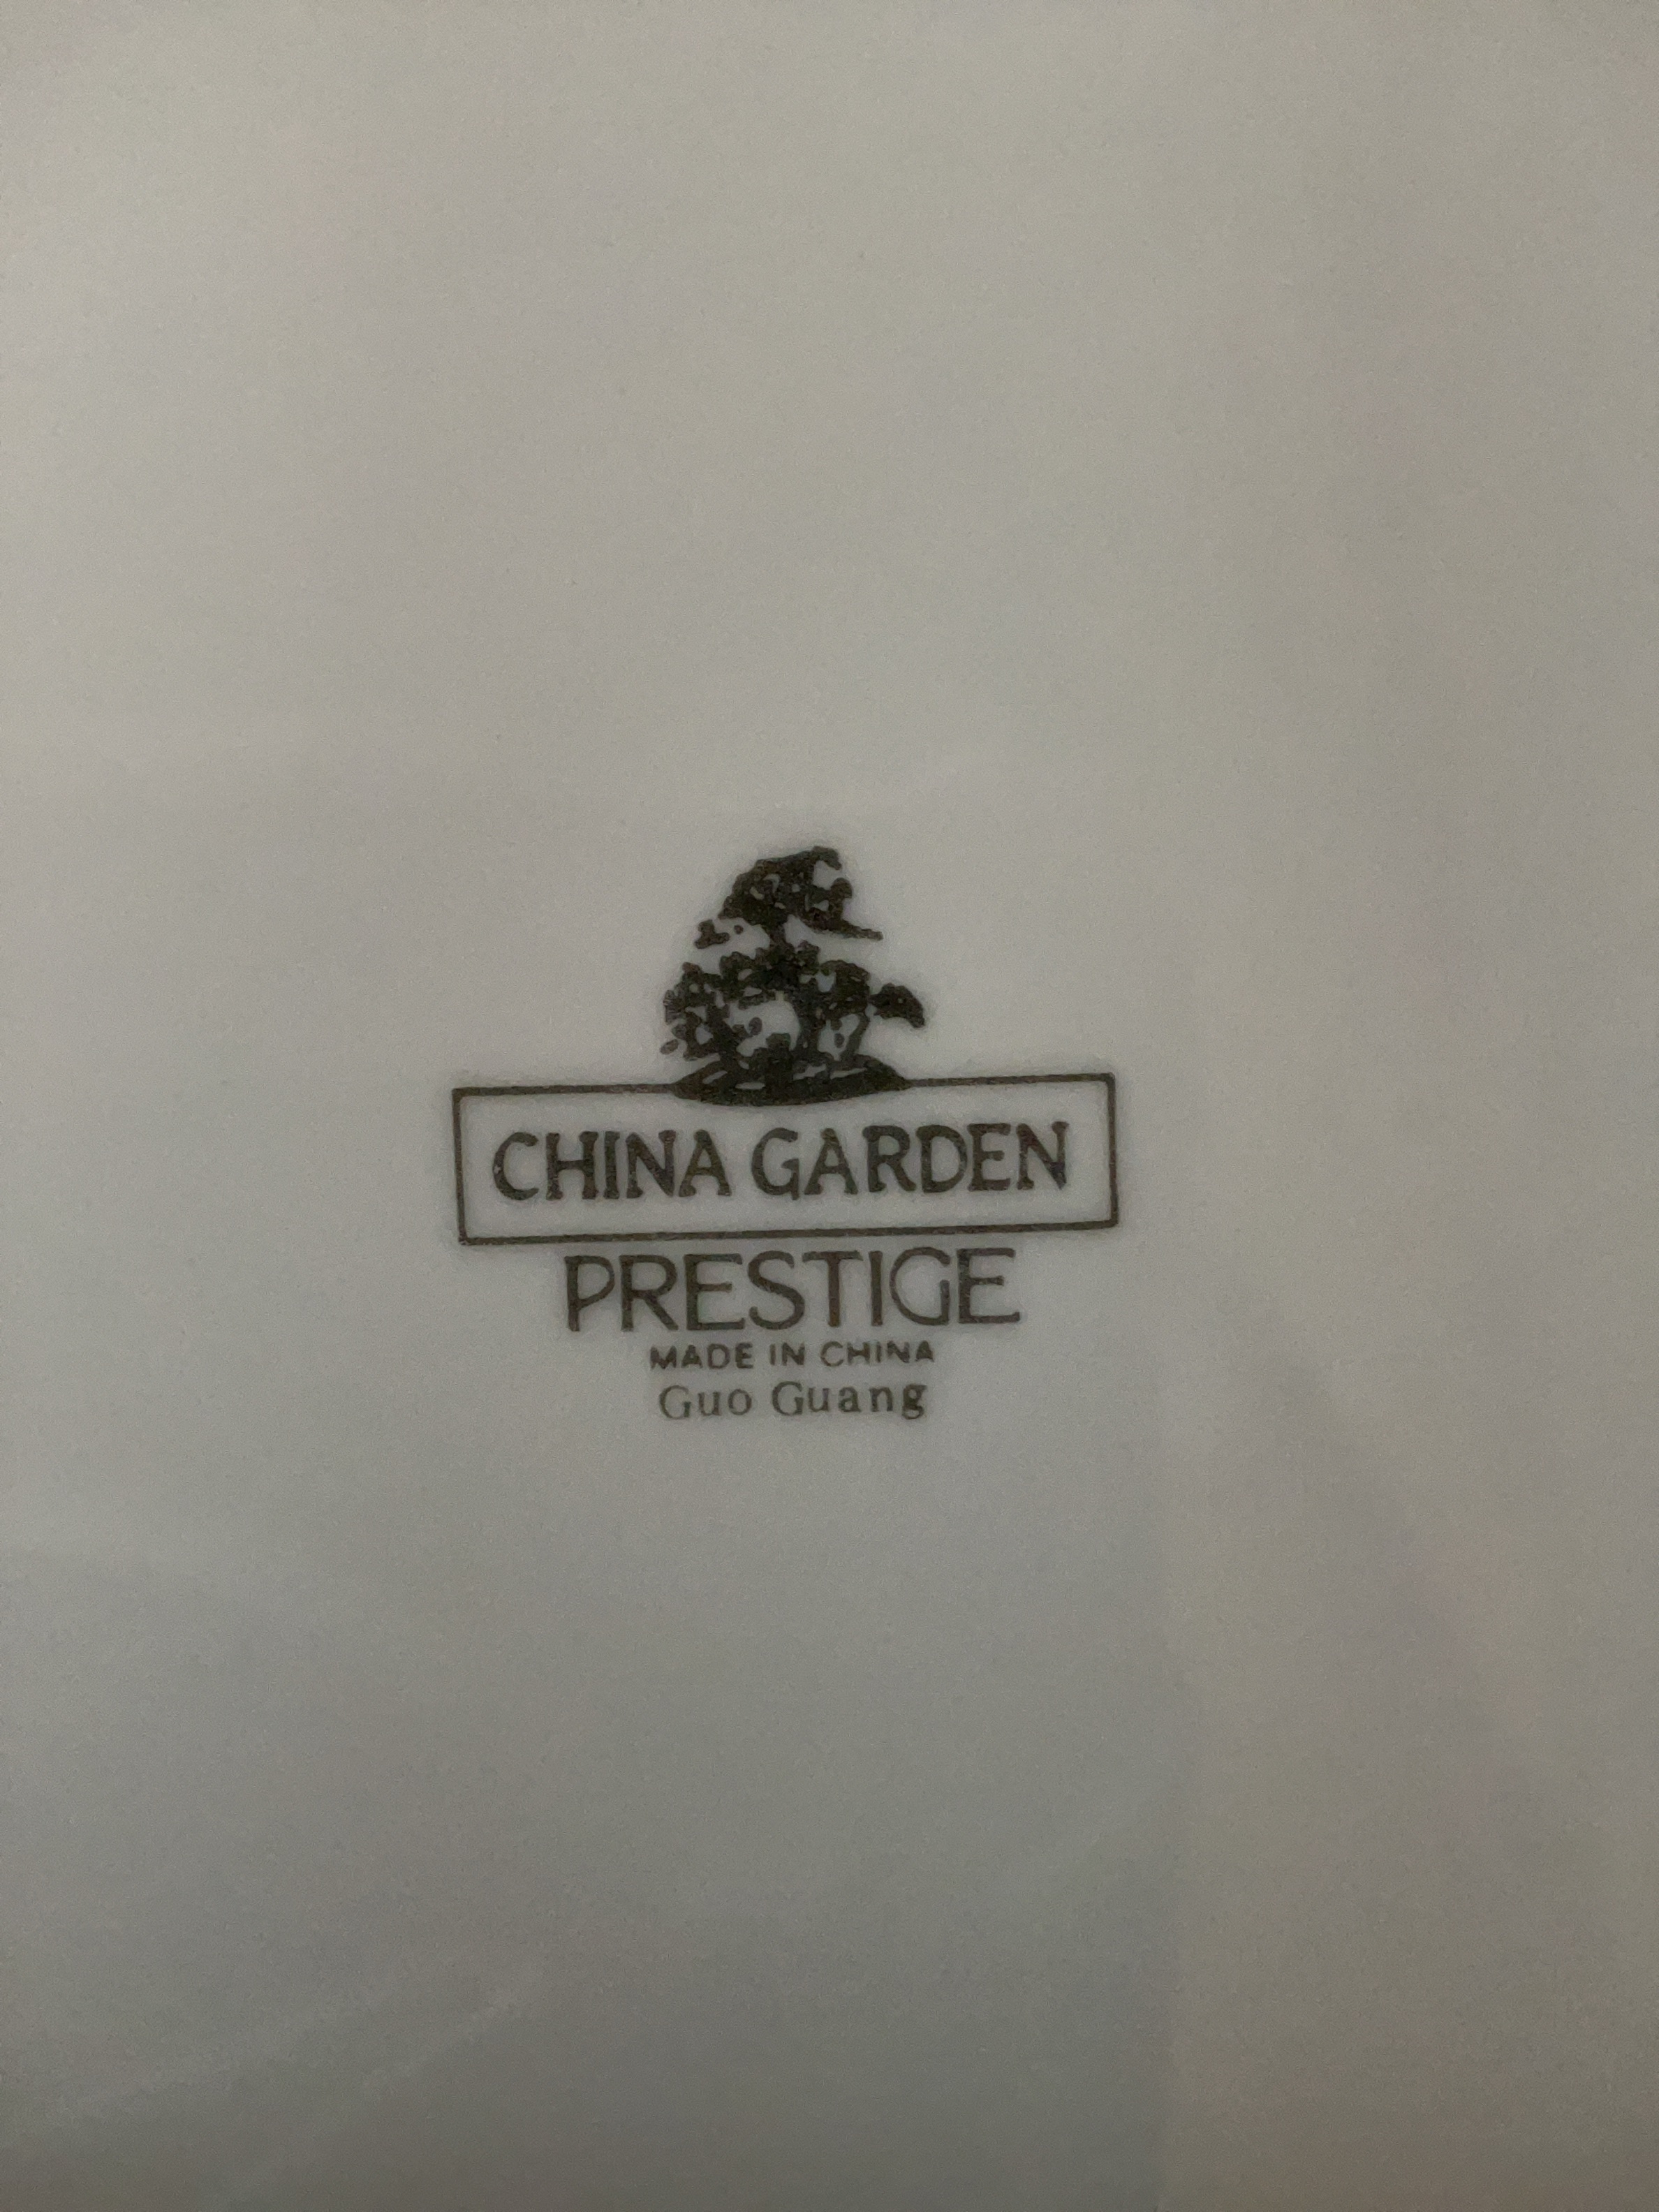 CHINA GARDEN
PRESTIGE
MADE IN CHINA
Guo Guang